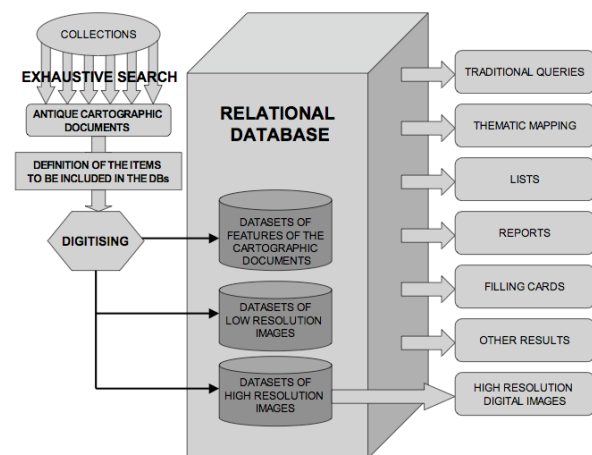 COLLECTIONS
EXHAUSTIVE SEARCH
ANTIQUE CARTOGRAPHIC
DOCUMENTS
DEFINITION OF THE ITEMS
TO BE INCLUDED IN THE DBs
DIGITISING
RELATIONAL
DATABASE
DATASETS OF
FEATURES OF THE
CARTOGRAPHIC
DOCUMENTS
DATASETS OF
LOW RESOLUTION
IMAGES
DATASETS OF
HIGH RESOLUTION
IMAGES
TRADITIONAL QUERIES
THEMATIC MAPPING
LISTS
REPORTS
FILLING CARDS
OTHER RESULTS
HIGH RESOLUTION
DIGITAL IMAGES